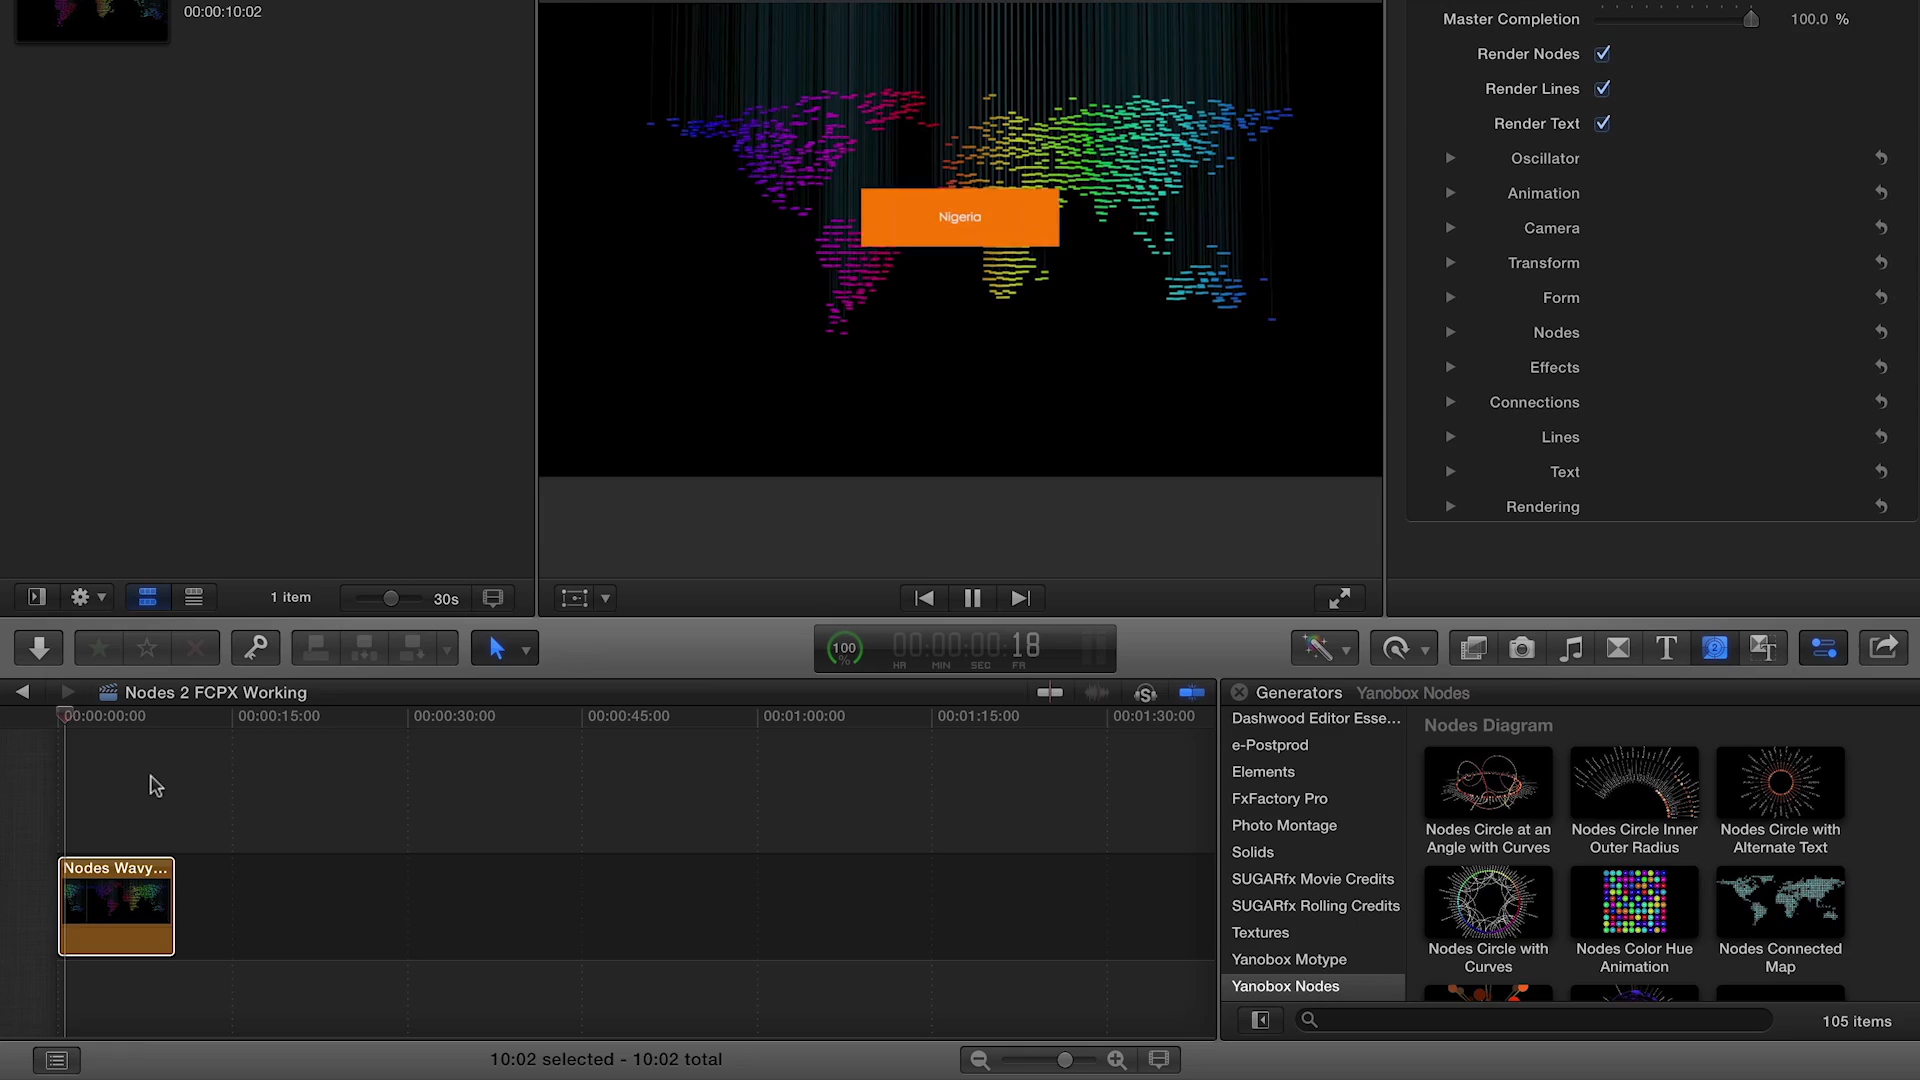 00:00:10:02
Nigeria
Master Completion 100.0 %
Render Nodes
Render Lines
Render Text
Oscillator
Animation
Camera
Transform
Form
Nodes
Effects
Connections
Lines
Text
Rendering
1 item
30s
100 %
00:00:00:18
HR MIN SEC FR
Nodes 2 FCPX Working
00:00:00:00 00:00:15:00 00:00:30:00 00:00:45:00 00:01:00:00 00:01:15:00 00:01:30:00
Nodes Wavy...
Generators Yanobox Nodes
Dashwood Editor Esse...
e-Postprod
Elements
FxFactory Pro
Photo Montage
Solids
SUGARfx Movie Credits
SUGARfx Rolling Credits
Textures
Yanobox Motype
Yanobox Nodes
Nodes Diagram
Nodes Circle at an
Angle with Curves
Nodes Circle Inner
Outer Radius
Nodes Circle with
Alternate Text
Nodes Circle with
Curves
Nodes Color Hue
Animation
Nodes Connected
Map
105 items
10:02 selected - 10:02 total